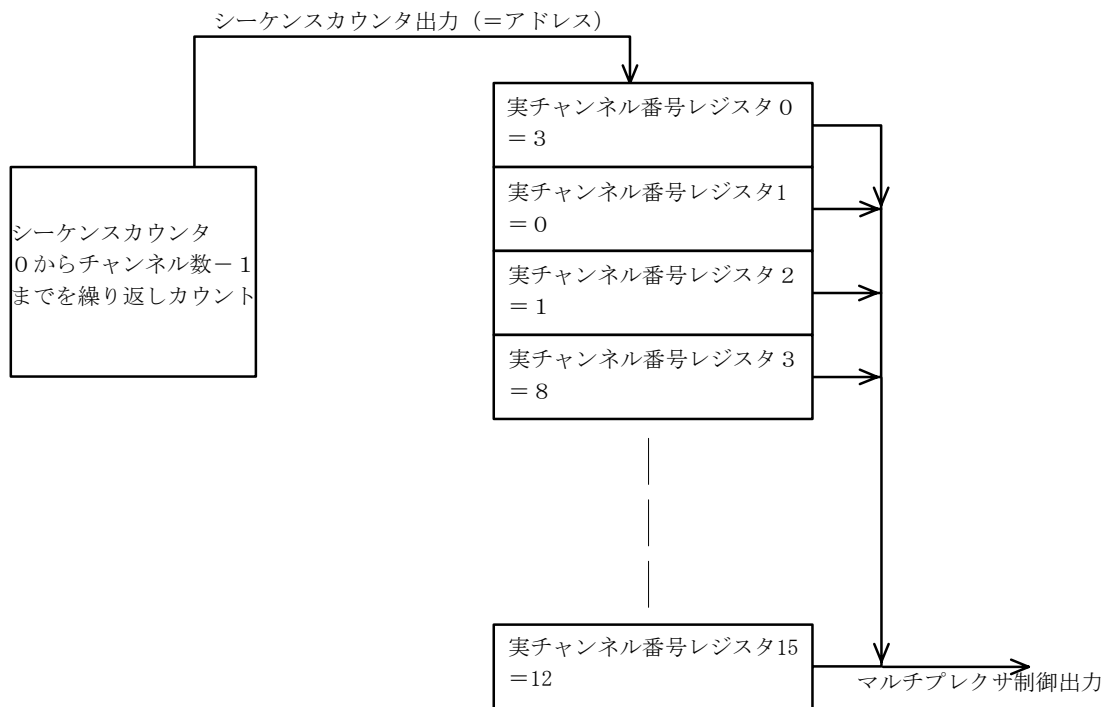 シーケンスカウンタ出力（＝アドレス）
実チャンネル番号レジスタ０
＝３
シーケンスカウンタ
０からチャンネル数－１
までを繰り返しカウント
実チャンネル番号レジスタ1
＝０
実チャンネル番号レジスタ２
＝１
実チャンネル番号レジスタ３
＝８
実チャンネル番号レジスタ15
＝12
マルチプレクサ制御出力